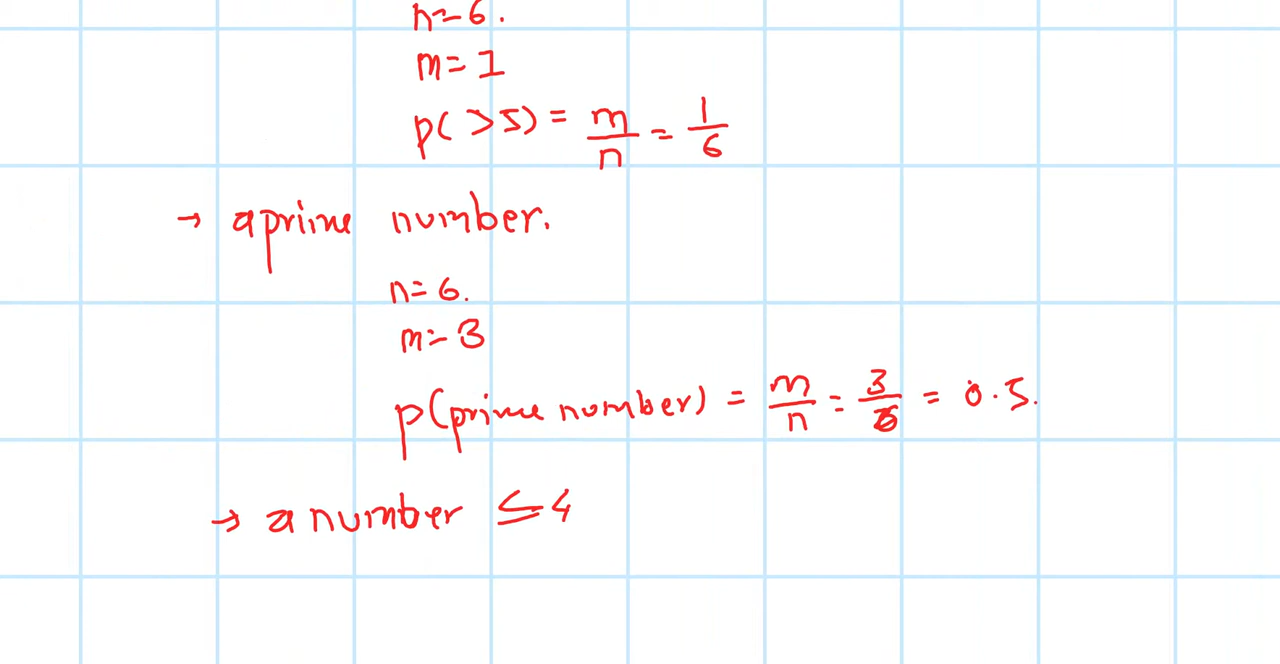 n=6.
m=1
p(>5) = m/n = 1/6
→ a prime number.
n=6.
m=3
p(prime number) = m/n = 3/6 = 0.5.
→ a number ≤4